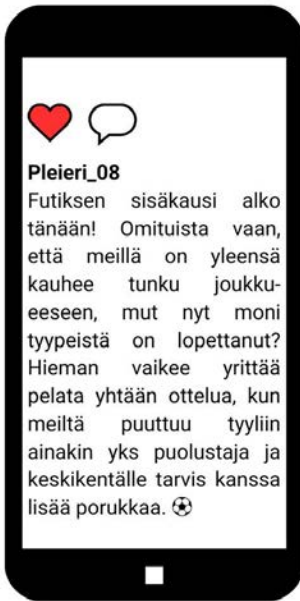 Pleieri_08
Futiksen sisäkausi alko
tänään! Omituista vaan,
että meillä on yleensä
kauhee tunku joukku-
eeseen, mut nyt moni
tyypeistä on lopettanut?
Hieman vaikee yrittää
pelata yhtään ottelua, kun
meiltä puuttuu tyyliin
ainakin yks puolustaja ja
keskikentälle tarvis kanssa
lisää porukkaa. ⚽